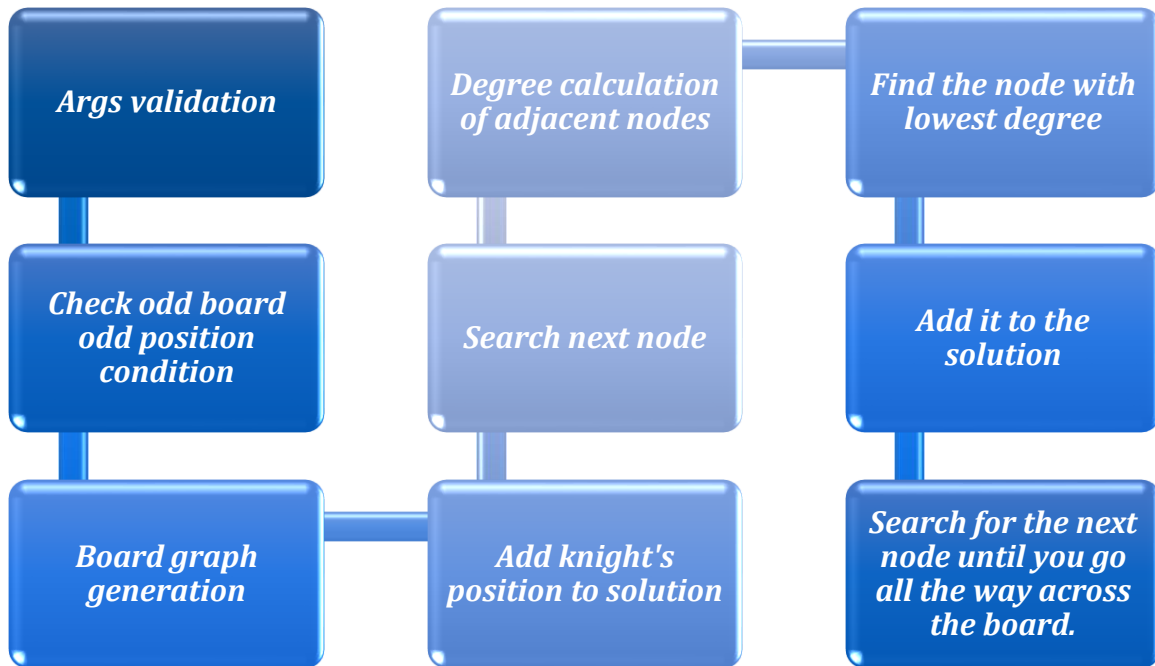 Args validation
Check odd board
odd position
condition
Board graph
generation
Add knight's
position to solution
Search next node
Degree calculation
of adjacent nodes
Find the node with
lowest degree
Add it to the
solution
Search for the next
node until you go
all the way across
the board.